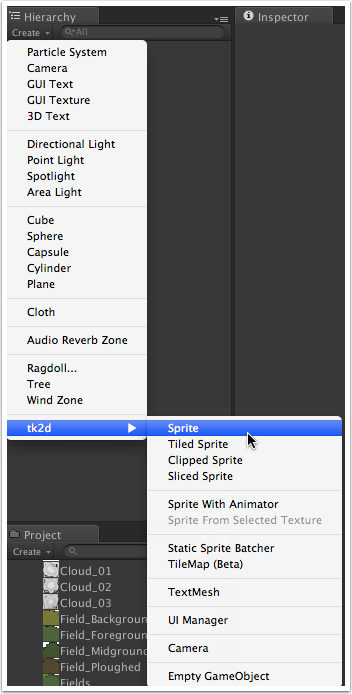 Hierarchy
Inspector
Create
All
Particle System
Camera
GUI Text
GUI Texture
3D Text
Directional Light
Point Light
Spotlight
Area Light
Cube
Sphere
Capsule
Cylinder
Plane
Cloth
Audio Reverb Zone
Ragdoll...
Tree
Wind Zone
tk2d
Sprite
Tiled Sprite
Clipped Sprite
Sliced Sprite
Sprite With Animator
Sprite From Selected Texture
Static Sprite Batcher
TileMap (Beta)
TextMesh
UI Manager
Camera
Empty GameObject
Project
Create
Cloud_01
Cloud_02
Cloud_03
Field_Backgroun
Field_Foregroun
Field_Midgroun
Field_Ploughed
Fields